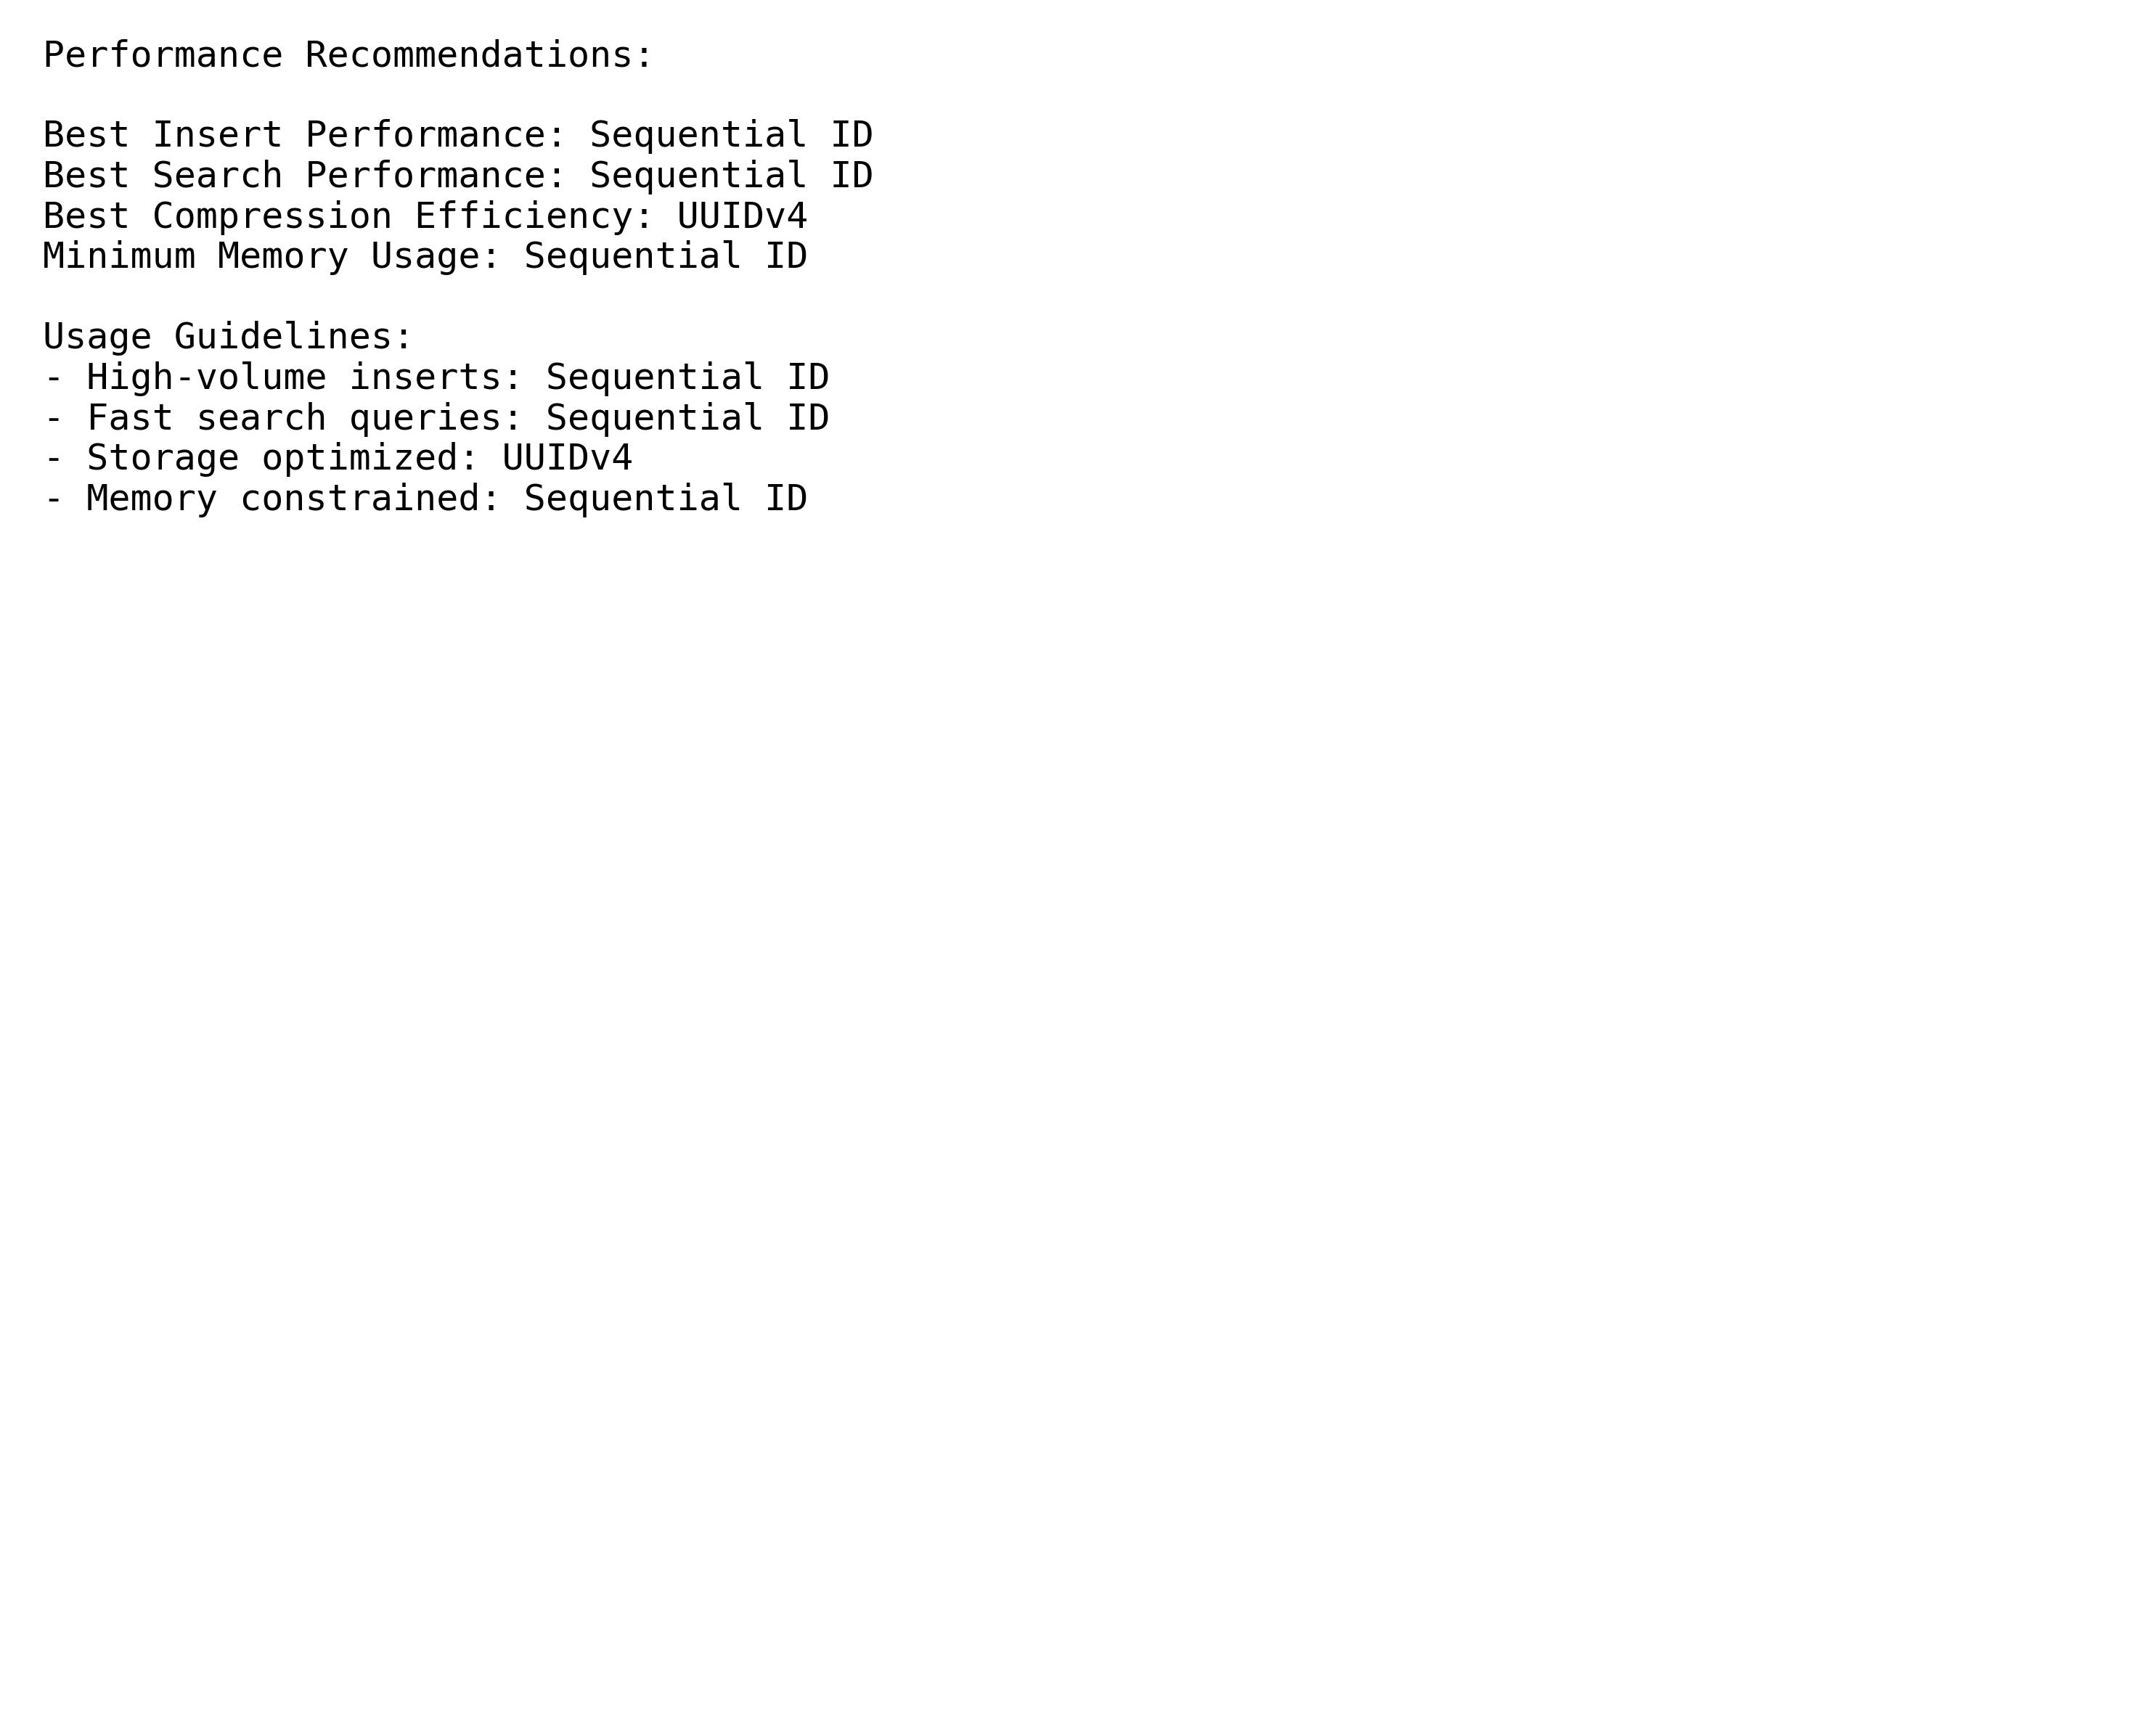 Performance Recommendations:
Best Insert Performance: Sequential ID
Best Search Performance: Sequential ID
Best Compression Efficiency: UUIDv4
Minimum Memory Usage: Sequential ID
Usage Guidelines:
- High-volume inserts: Sequential ID
- Fast search queries: Sequential ID
- Storage optimized: UUIDv4
- Memory constrained: Sequential ID